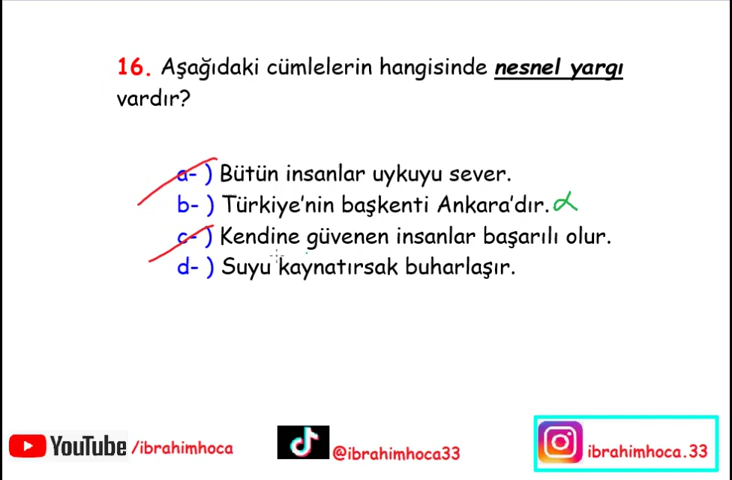 16. Aşağıdaki cümlelerin hangisinde nesnel yargı
vardır?
a- ) Bütün insanlar uykuyu sever.
b- ) Türkiye'nin başkenti Ankara'dır.
c- ) Kendine güvenen insanlar başarılı olur.
d- ) Suyu kaynatırsak buharlaşır.
YouTube /ibrahimhoca
@ibrahimhoca33
ibrahimhoca.33